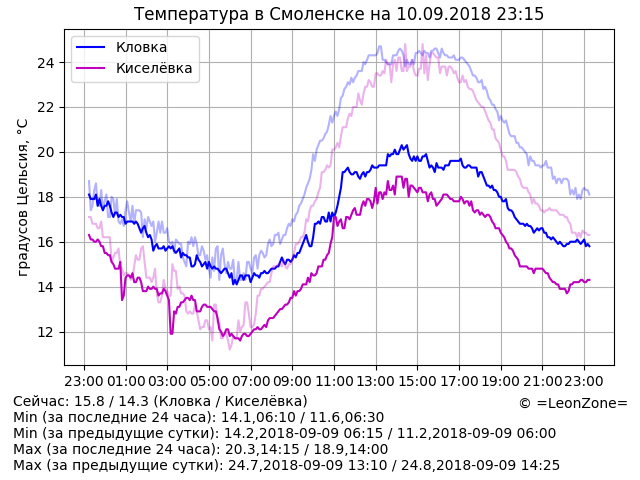 Температура в Смоленске на 10.09.2018 23:15
Кловка
Киселёвка
градусов Цельсия, °C
24
22
20
18
16
14
12
23:00 01:00 03:00 05:00 07:00 09:00 11:00 13:00 15:00 17:00 19:00 21:00 23:00
Сейчас: 15.8 / 14.3 (Кловка / Киселёвка)
© =LeonZone=
Min (за последние 24 часа): 14.1,06:10 / 11.6,06:30
Min (за предыдущие сутки): 14.2,2018-09-09 06:15 / 11.2,2018-09-09 06:00
Max (за последние 24 часа): 20.3,14:15 / 18.9,14:00
Max (за предыдущие сутки): 24.7,2018-09-09 13:10 / 24.8,2018-09-09 14:25